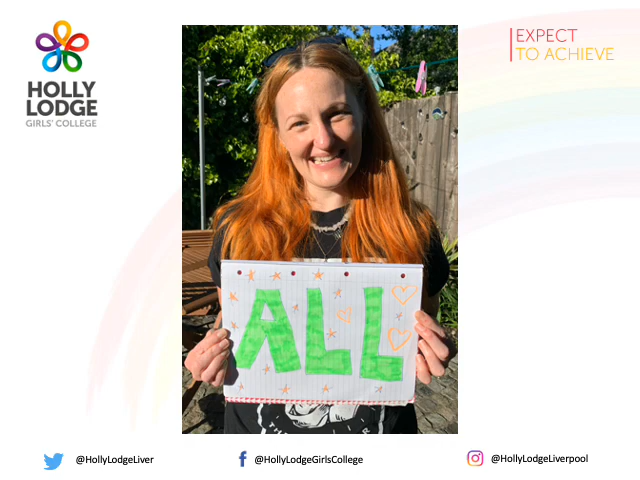 HOLLY
LODGE
GIRLS' COLLEGE
EXPECT
TO ACHIEVE
ALL
@HollyLodgeLiver
@HollyLodgeGirlsCollege
@HollyLodgeLiverpool